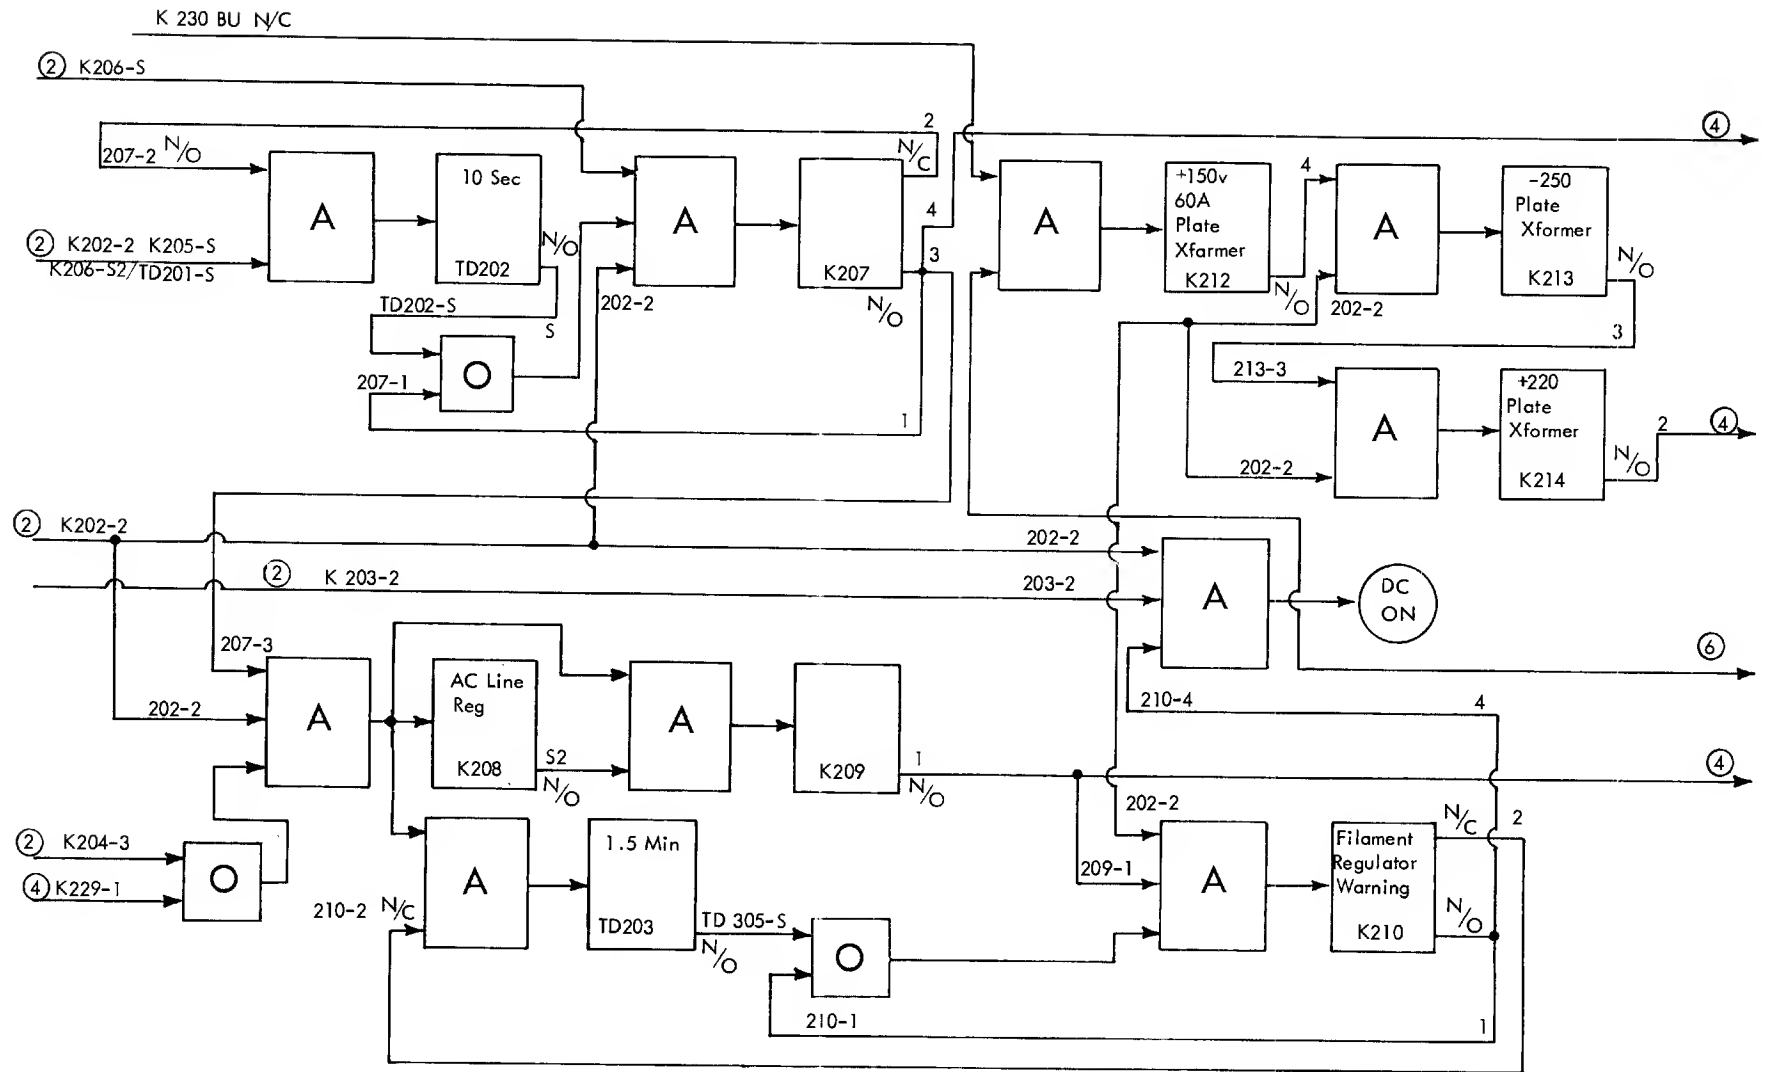 K 230 BU N/C
2 K206-S
2
4
207-2 N/O
N/C
A
10 Sec
TD202
N/O
A
K207
4
3
N/O
A
+150v
60A
Plate
Xfarmer
K212
4
N/O
A
-250
Plate
Xformer
K213
N/O
2 K202-2 K205-S
K206-S2/TD201-S
TD202-S
S
202-2
202-2
3
O
207-1
1
213-3
A
+220
Plate
Xformer
K214
2
N/O
4
202-2
2 K202-2
202-2
2 K 203-2
203-2
A
DC
ON
207-3
202-2
A
AC Line
Reg
K208
S2
N/O
A
K209
1
N/O
6
210-4
4
4
2 K204-3
4 K229-1
O
210-2 N/C
A
1.5 Min
TD203
TD 305-S
N/O
O
210-1
202-2
209-1
A
Filament
Regulator
Warning
K210
N/C
2
N/O
1